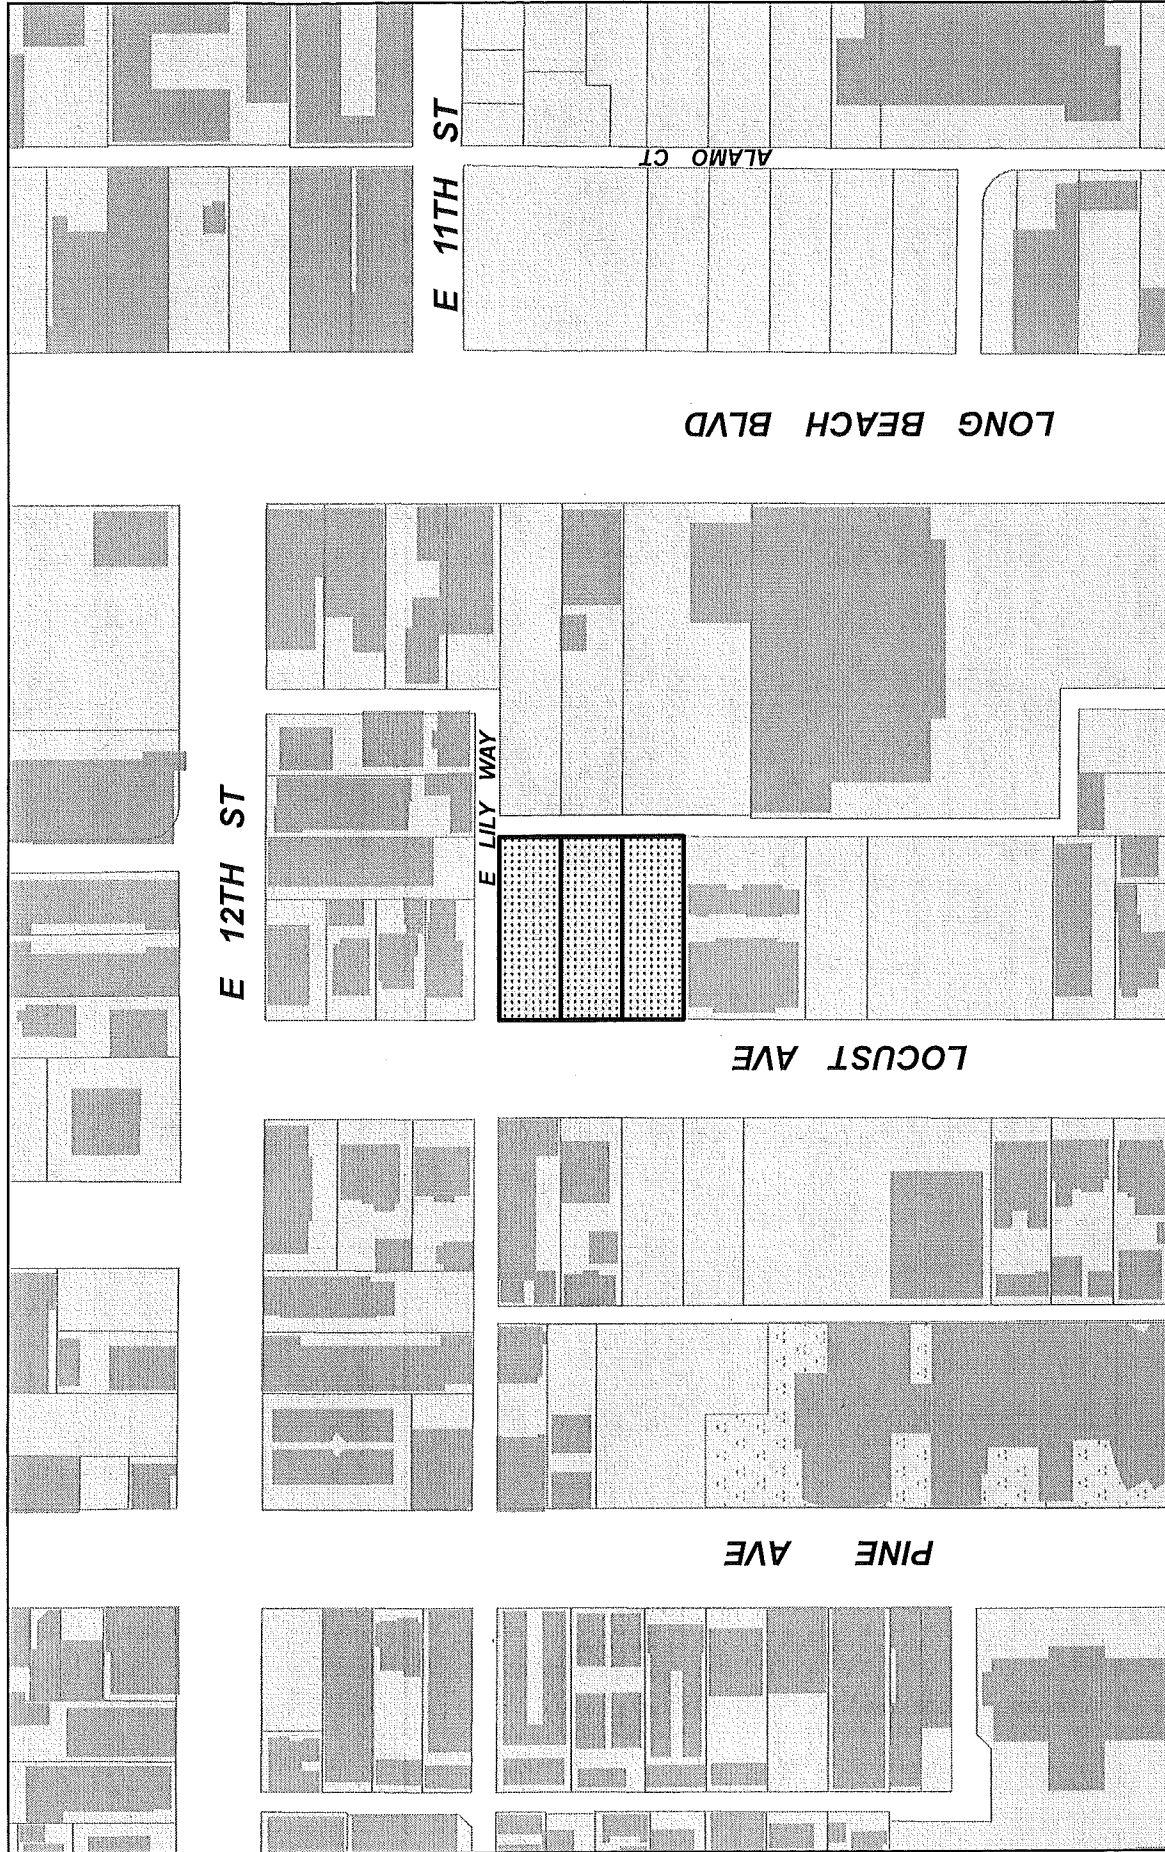 E 11TH ST
ALAMO CT
LONG BEACH BLVD
E 12TH ST
E LILY WAY
LOCUST AVE
PINE AVE